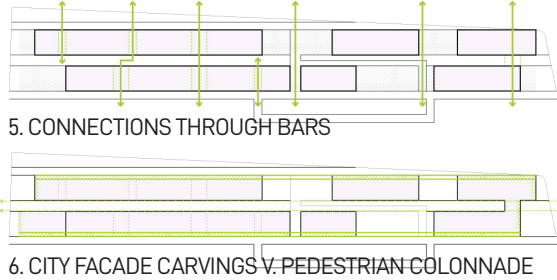 5. CONNECTIONS THROUGH BARS
6. CITY FACADE CARVINGS V. PEDESTRIAN COLONNADE